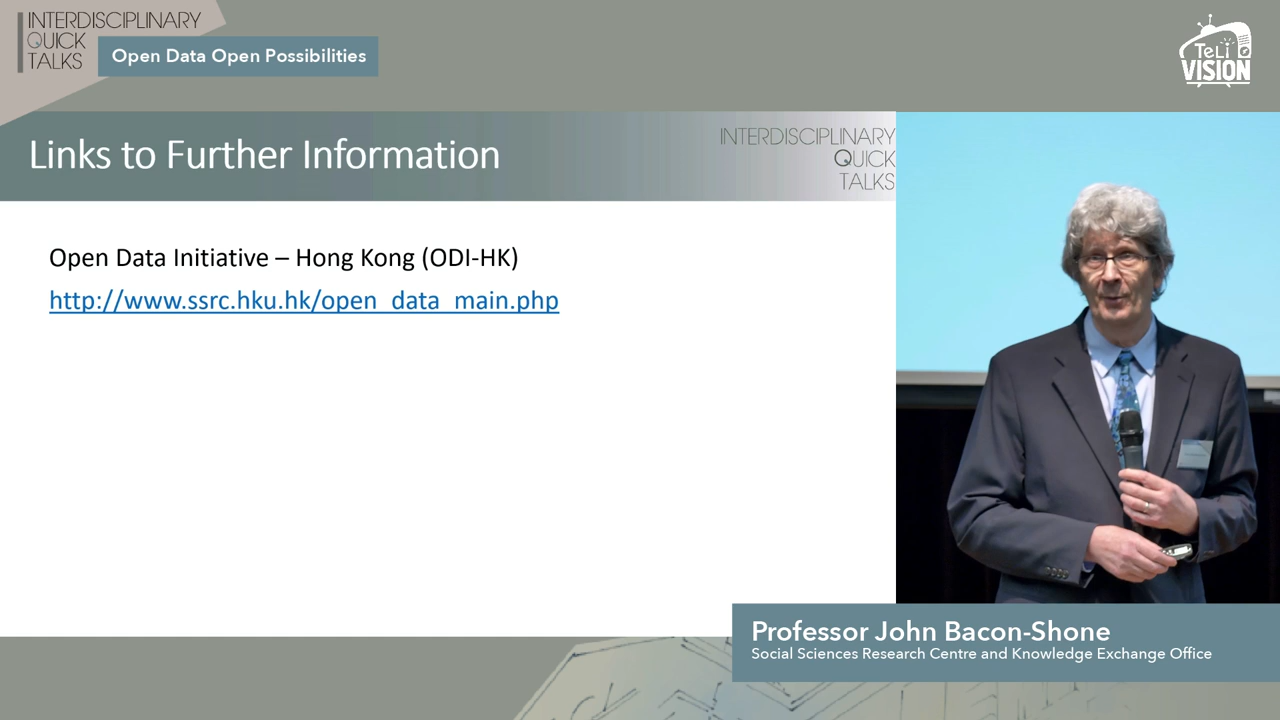 INTERDISCIPLINARY
QUICK
TALKS
Open Data Open Possibilities
TeLi
VISION
Links to Further Information
INTERDISCIPLINARY
QUICK
TALKS
Open Data Initiative – Hong Kong (ODI-HK)
http://www.ssrc.hku.hk/open_data_main.php
Professor John Bacon-Shone
Social Sciences Research Centre and Knowledge Exchange Office